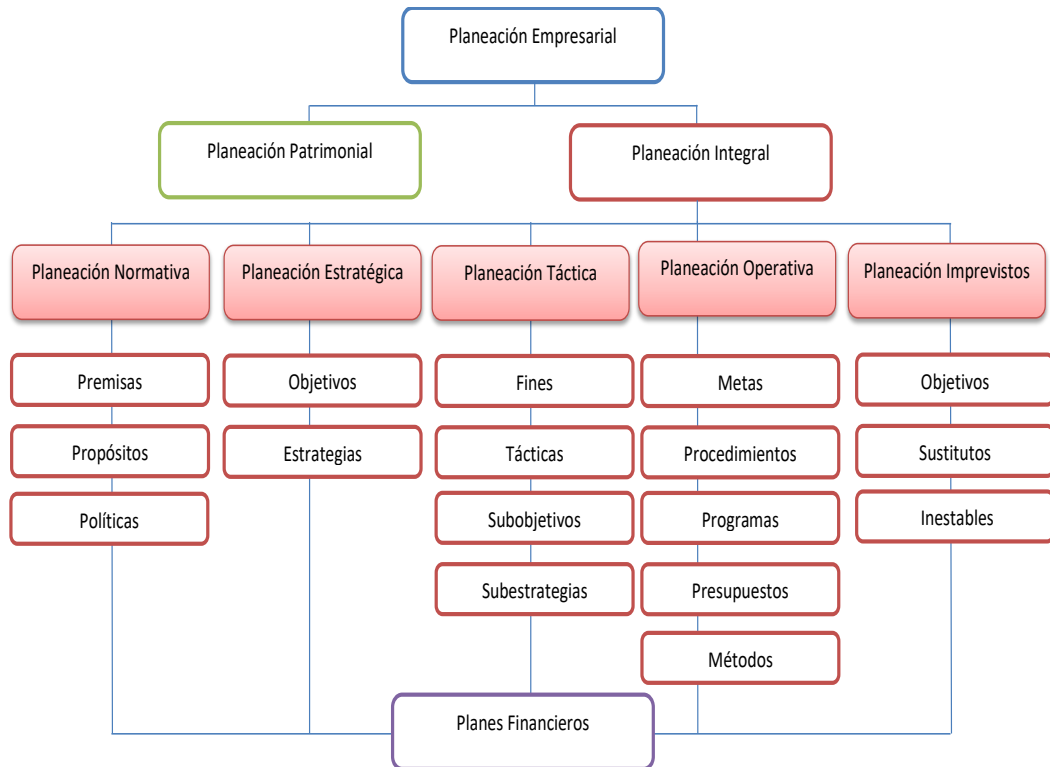 Planeación Empresarial
Planeación Patrimonial
Planeación Integral
Planeación Normativa
Planeación Estratégica
Planeación Táctica
Planeación Operativa
Planeación Imprevistos
Premisas
Objetivos
Fines
Metas
Objetivos
Propósitos
Estrategias
Tácticas
Procedimientos
Sustitutos
Políticas
Subobjetivos
Programas
Inestables
Subestrategias
Presupuestos
Métodos
Planes Financieros